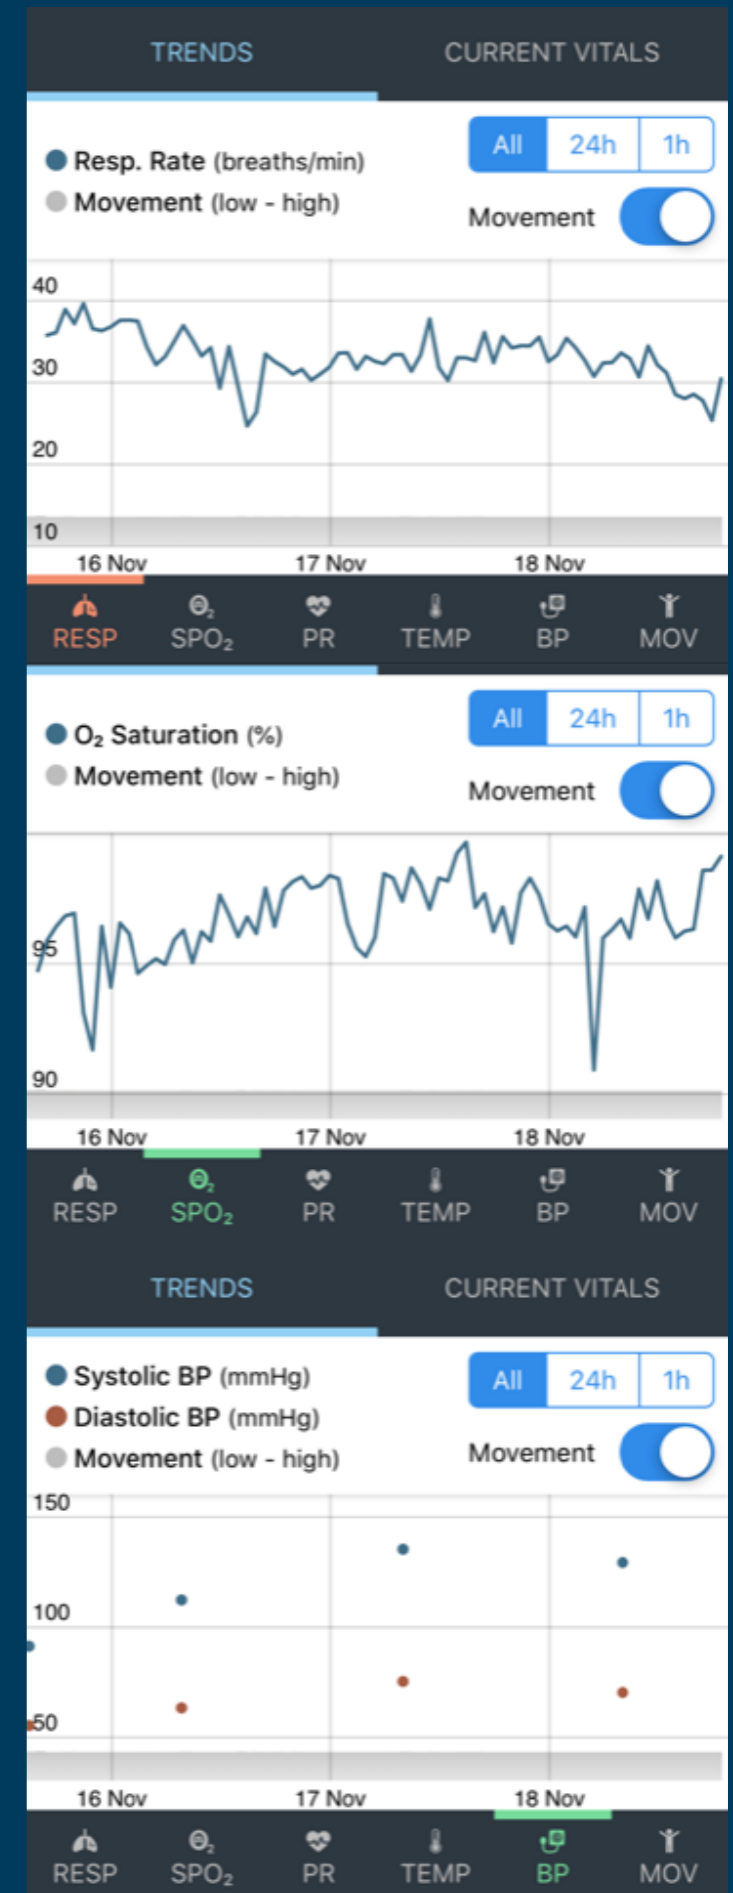 TRENDS CURRENT VITALS
Resp. Rate (breaths/min) All 24h 1h
Movement (low - high) Movement
40
30
20
10
16 Nov 17 Nov 18 Nov
RESP SPO₂ PR TEMP BP MOV
O₂ Saturation (%) All 24h 1h
Movement (low - high) Movement
95
90
16 Nov 17 Nov 18 Nov
RESP SPO₂ PR TEMP BP MOV
TRENDS CURRENT VITALS
Systolic BP (mmHg) All 24h 1h
Diastolic BP (mmHg)
Movement (low - high) Movement
150
100
50
16 Nov 17 Nov 18 Nov
RESP SPO₂ PR TEMP BP MOV